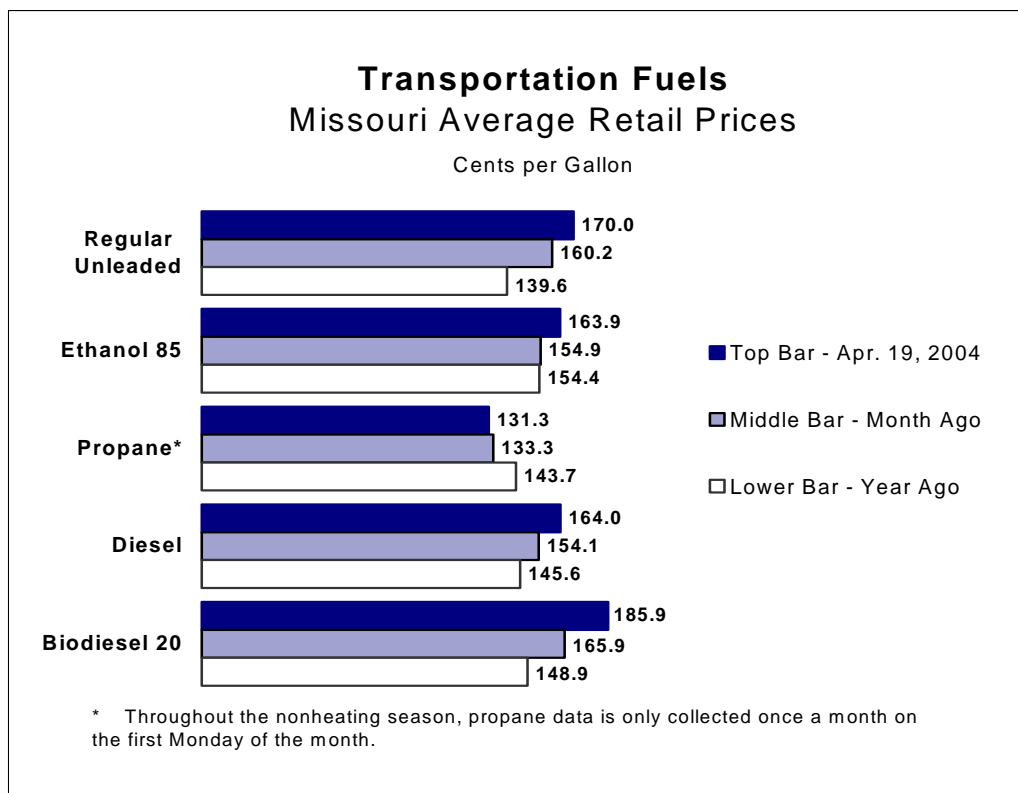 Transportation Fuels
Missouri Average Retail Prices
Cents per Gallon
Regular
Unleaded
170.0
160.2
139.6
Ethanol 85
163.9
154.9
154.4
Propane*
131.3
133.3
143.7
Diesel
164.0
154.1
145.6
Biodiesel 20
185.9
165.9
148.9
Top Bar - Apr. 19, 2004
Middle Bar - Month Ago
Lower Bar - Year Ago
* Throughout the nonheating season, propane data is only collected once a month on
the first Monday of the month.